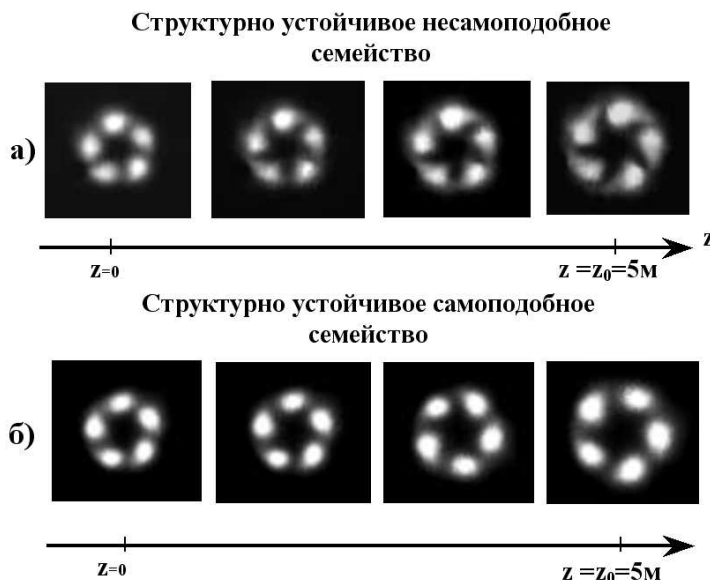 Структурно устойчивое несамоподобное
семейство
а)
z
z=0
z =z₀=5м
Структурно устойчивое самоподобное
семейство
б)
z=0
z =z₀=5м